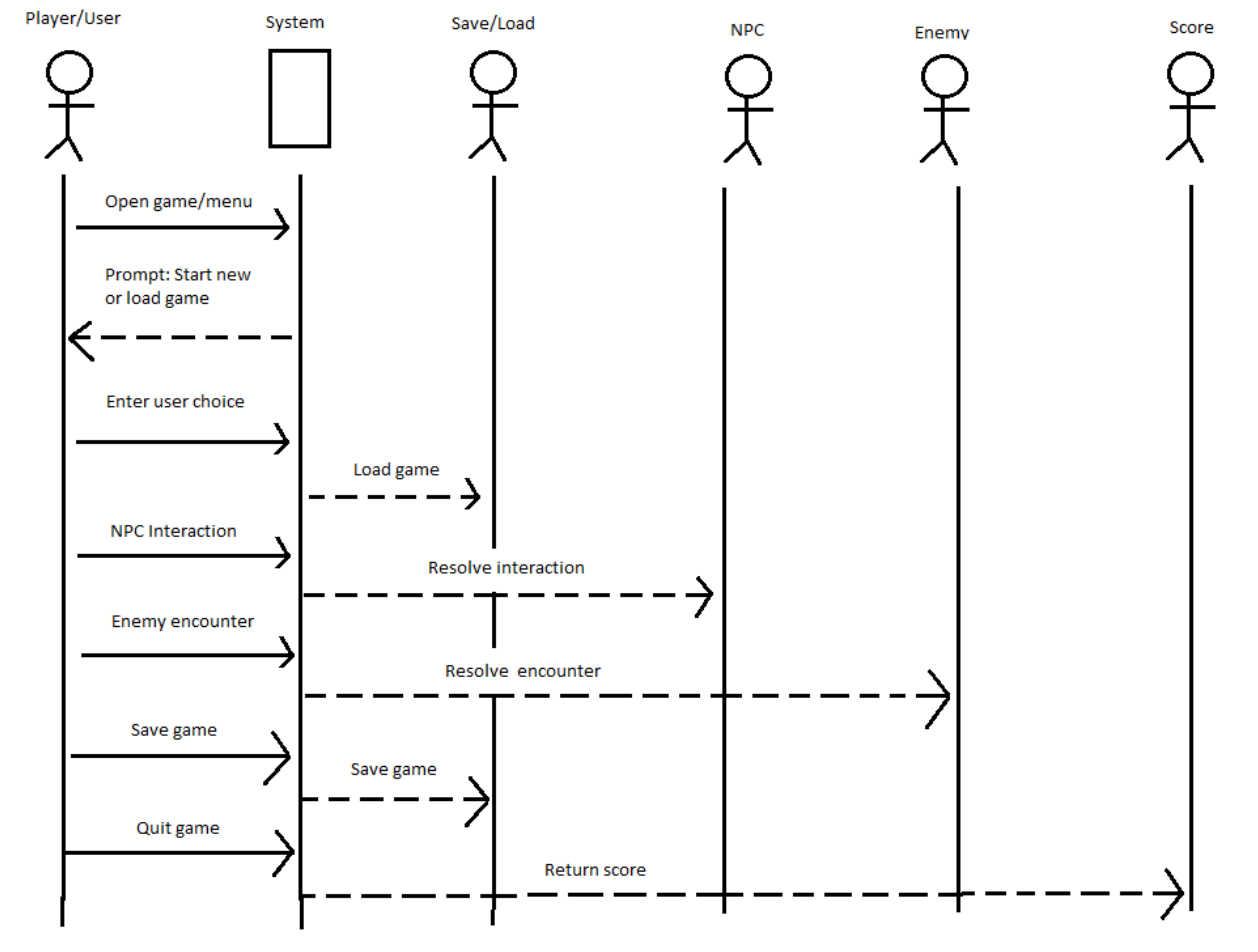 Player/User
System
Save/Load
NPC
Enemy
Score
Open game/menu
Prompt: Start new
or load game
Enter user choice
Load game
NPC Interaction
Resolve interaction
Enemy encounter
Resolve encounter
Save game
Save game
Quit game
Return score